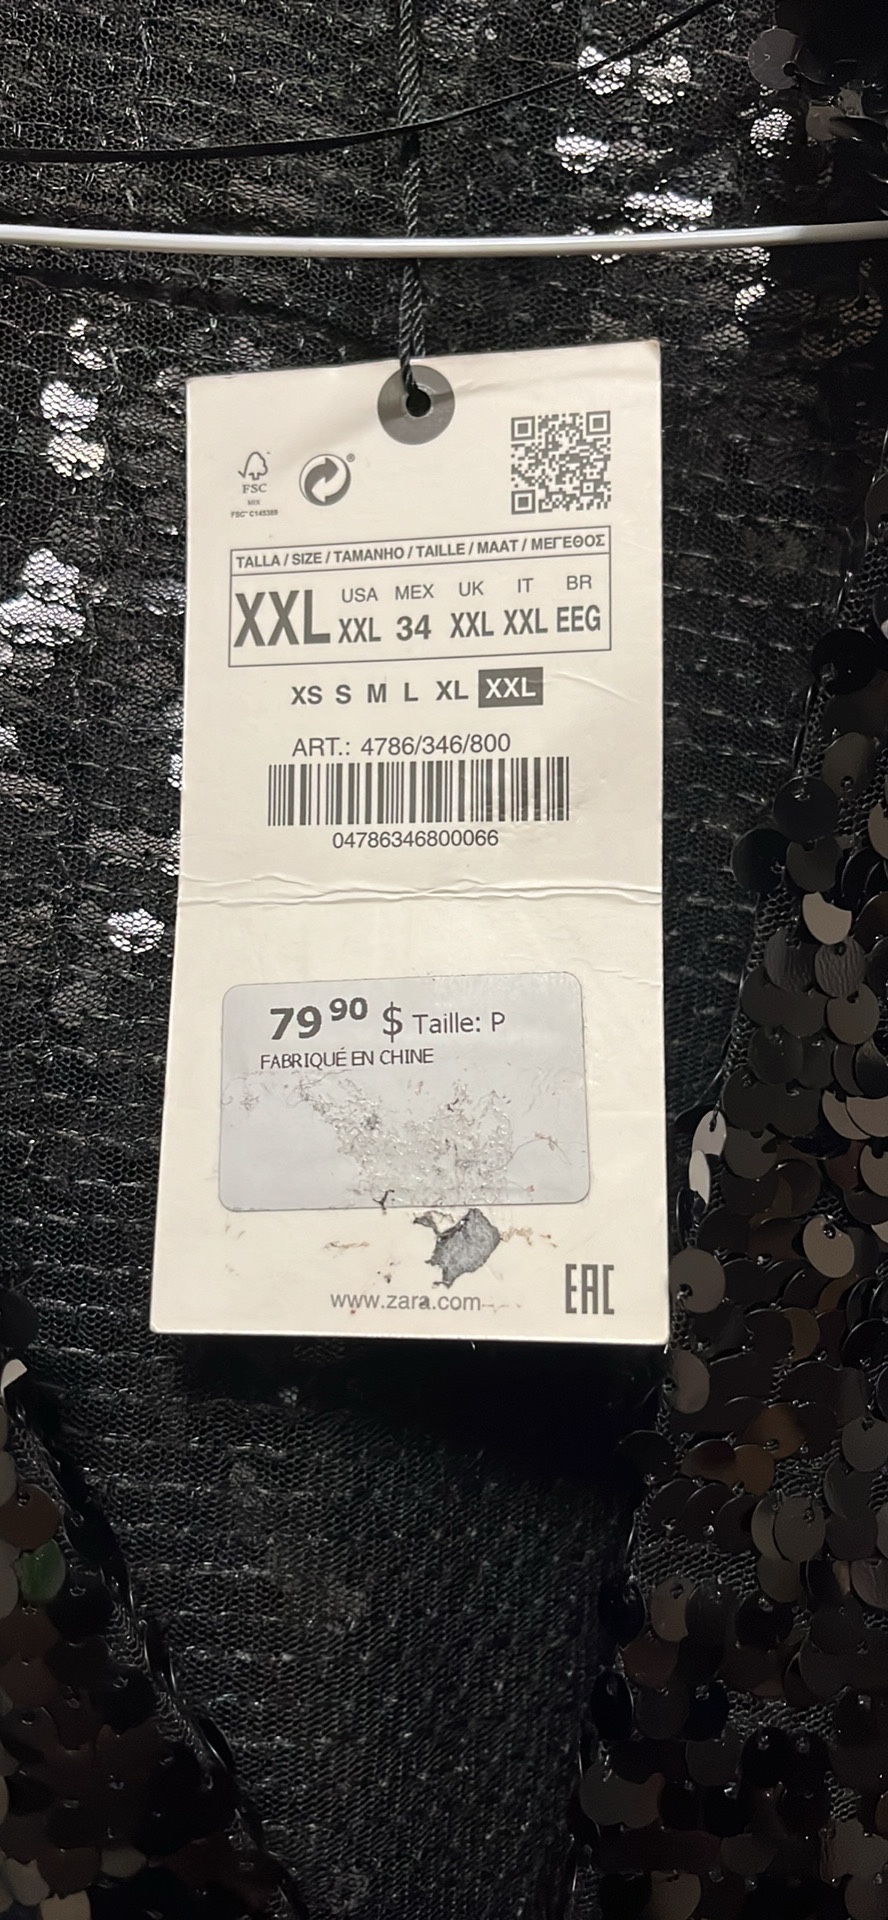 FSC
MIX
FSC™ C145389
®
TALLA / SIZE / TAMANHO / TAILLE / MAAT / ΜΕΓΕΘΟΣ
XXL
USA MEX UK IT BR
XXL 34 XXL XXL EEG
XS S M L XL XXL
ART.: 4786/346/800
04786346800066
79 90 $ Taille: P
FABRIQUÉ EN CHINE
www.zara.com
EAC